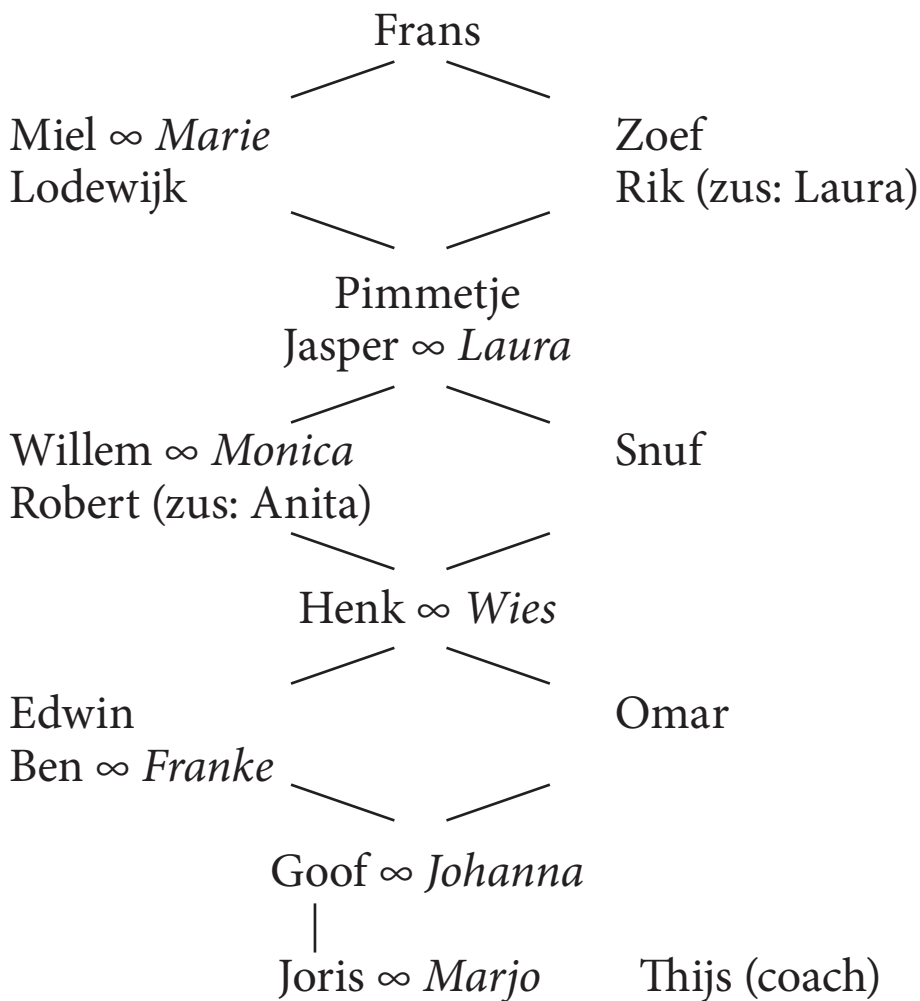 Frans
Miel ∞ Marie
Zoef
Lodewijk
Rik (zus: Laura)
Pimmetje
Jasper ∞ Laura
Willem ∞ Monica
Snuf
Robert (zus: Anita)
Henk ∞ Wies
Edwin
Omar
Ben ∞ Franke
Goof ∞ Johanna
Joris ∞ Marjo
Thijs (coach)